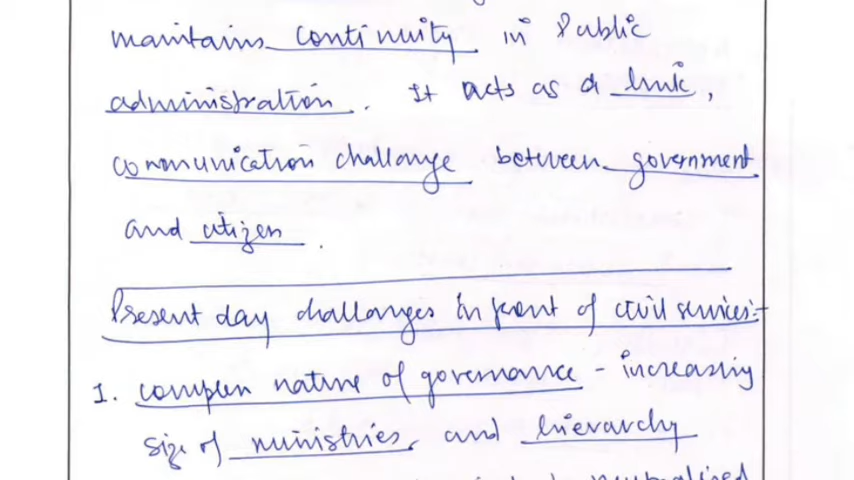 maintains continuity in Public
administration. It acts as a link,
communication challange between government
and citizen.
Present day challanges in front of civil services:-
1. complex nature of governance - increasing
size of ministries, and hierarchy
neutralised